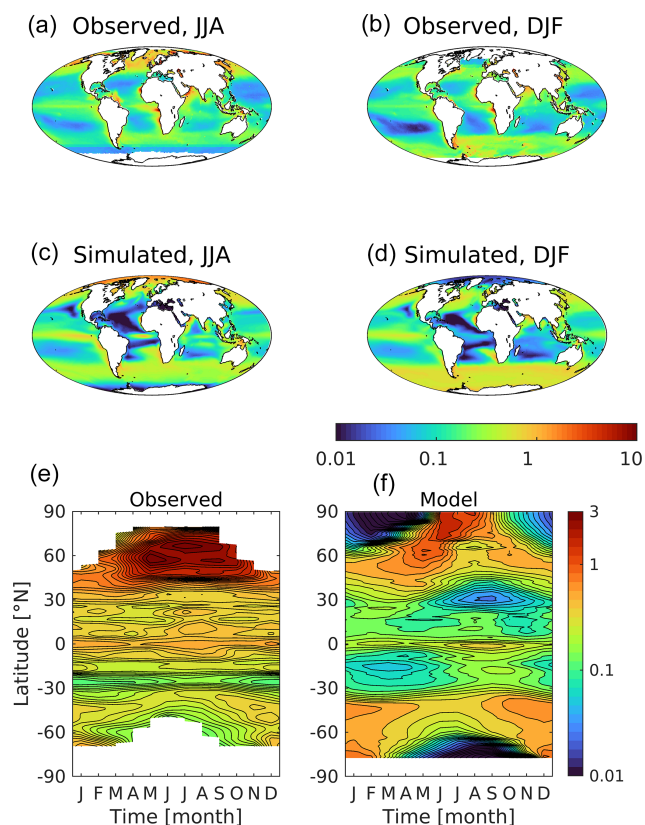 (a) Observed, JJA
(b) Observed, DJF
(c) Simulated, JJA
(d) Simulated, DJF
0.01 0.1 1 10
(e) Observed
(f) Model
90
60
30
0
-30
-60
-90
Latitude [°N]
J F M A M J J A S O N D
Time [month]
90
60
30
0
-30
-60
-90
J F M A M J J A S O N D
Time [month]
3
1
0.1
0.01